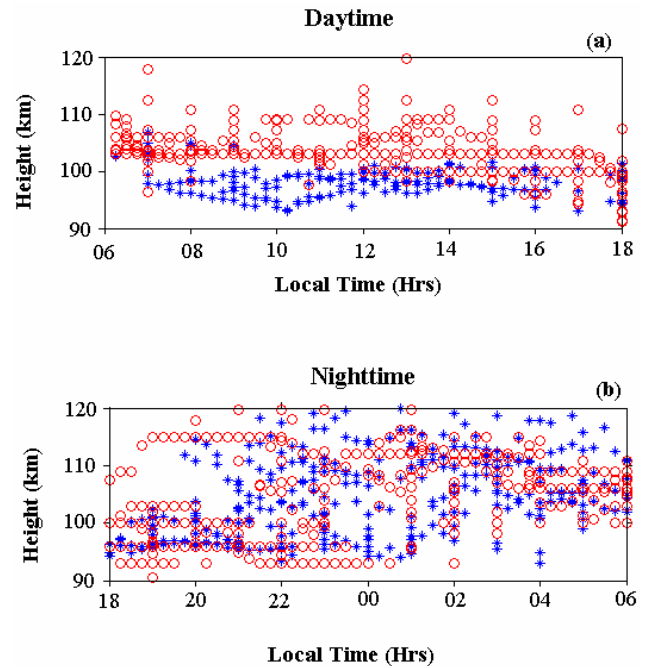 Daytime
(a)
120
110
100
90
Height (km)
06 08 10 12 14 16 18
Local Time (Hrs)
Nighttime
(b)
120
110
100
90
Height (km)
18 20 22 00 02 04 06
Local Time (Hrs)